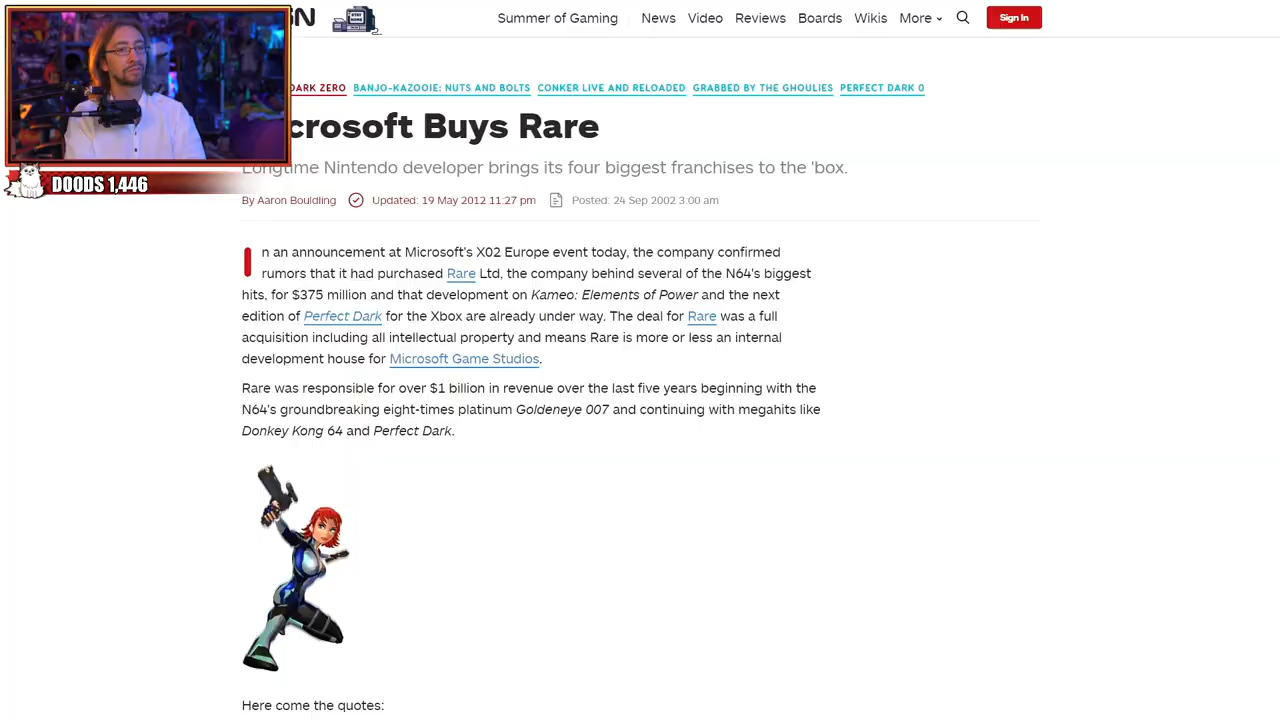 Summer of Gaming News Video Reviews Boards Wikis More Sign In
DARK ZERO BANJO-KAZOOIE: NUTS AND BOLTS CONKER LIVE AND RELOADED GRABBED BY THE GHOULIES PERFECT DARK 0
crosoft Buys Rare
Longtime Nintendo developer brings its four biggest franchises to the 'box.
DOODS 1,446
By Aaron Bouldling Updated: 19 May 2012 11:27 pm Posted: 24 Sep 2002 3:00 am
In an announcement at Microsoft's X02 Europe event today, the company confirmed
rumors that it had purchased Rare Ltd, the company behind several of the N64's biggest
hits, for $375 million and that development on Kameo: Elements of Power and the next
edition of Perfect Dark for the Xbox are already under way. The deal for Rare was a full
acquisition including all intellectual property and means Rare is more or less an internal
development house for Microsoft Game Studios.
Rare was responsible for over $1 billion in revenue over the last five years beginning with the
N64's groundbreaking eight-times platinum Goldeneye 007 and continuing with megahits like
Donkey Kong 64 and Perfect Dark.
Here come the quotes: